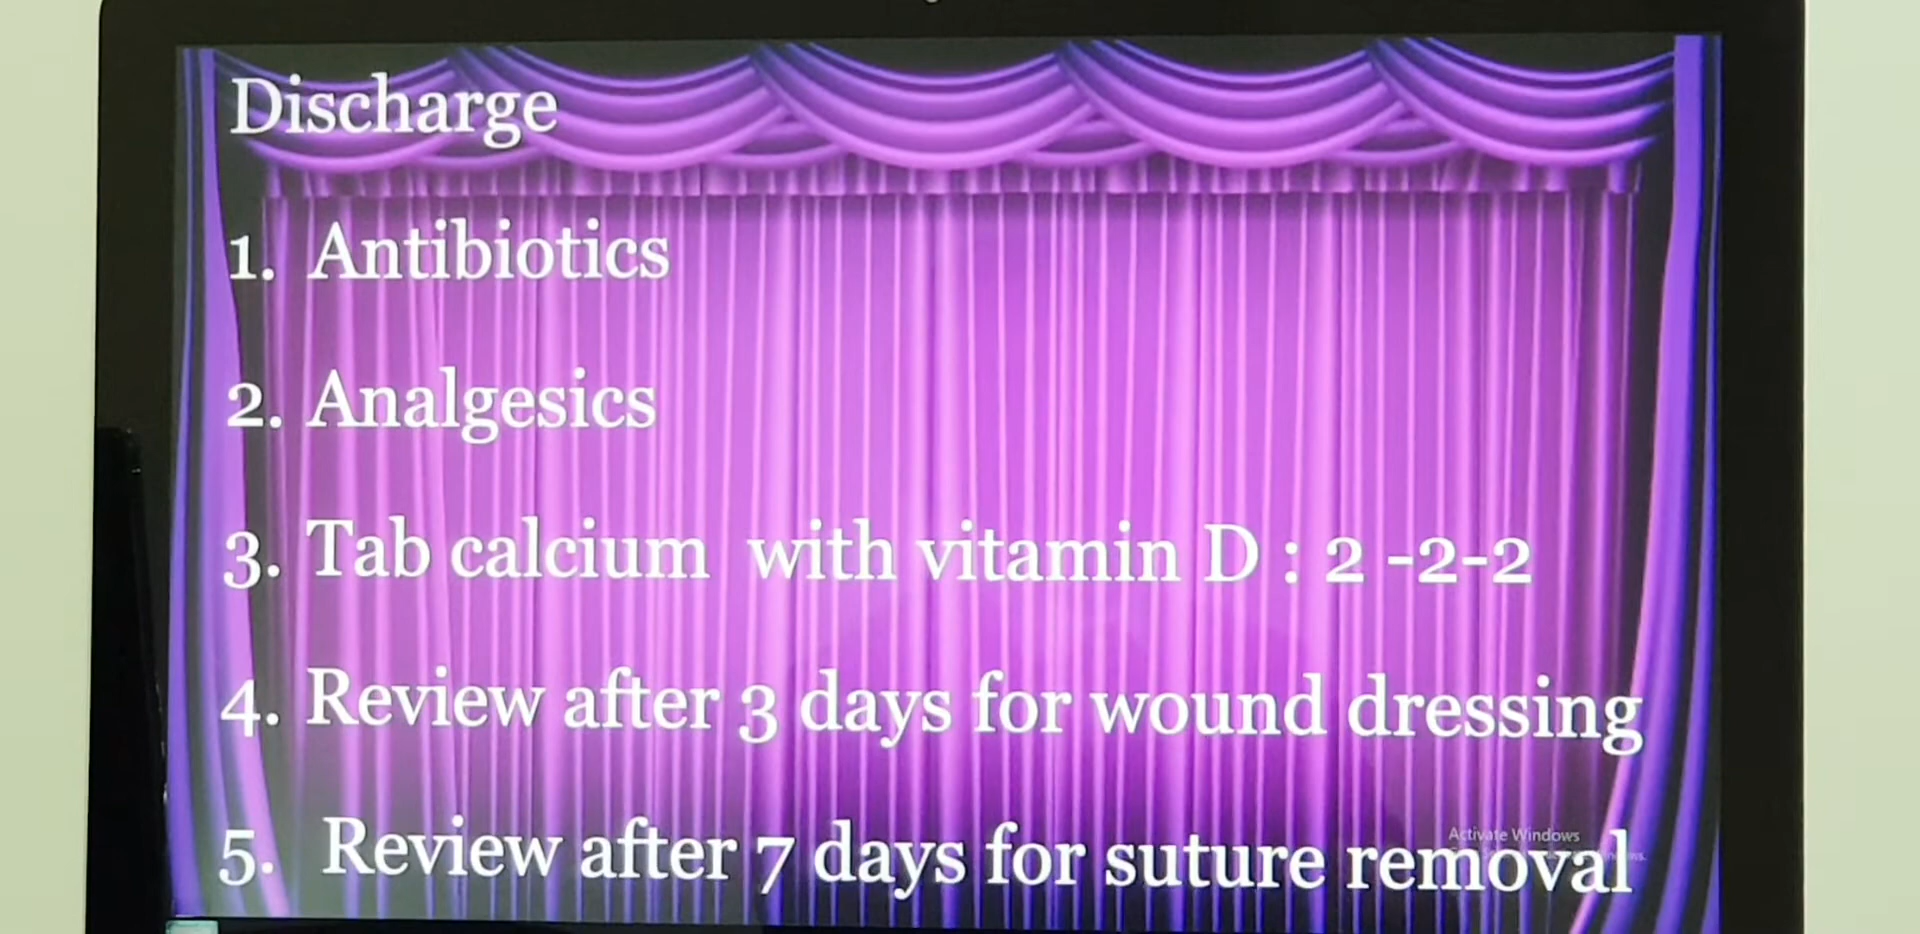 Discharge
1. Antibiotics
2. Analgesics
3. Tab calcium with vitamin D : 2 -2-2
4. Review after 3 days for wound dressing
5. Review after 7 days for suture removal
Activate Windows